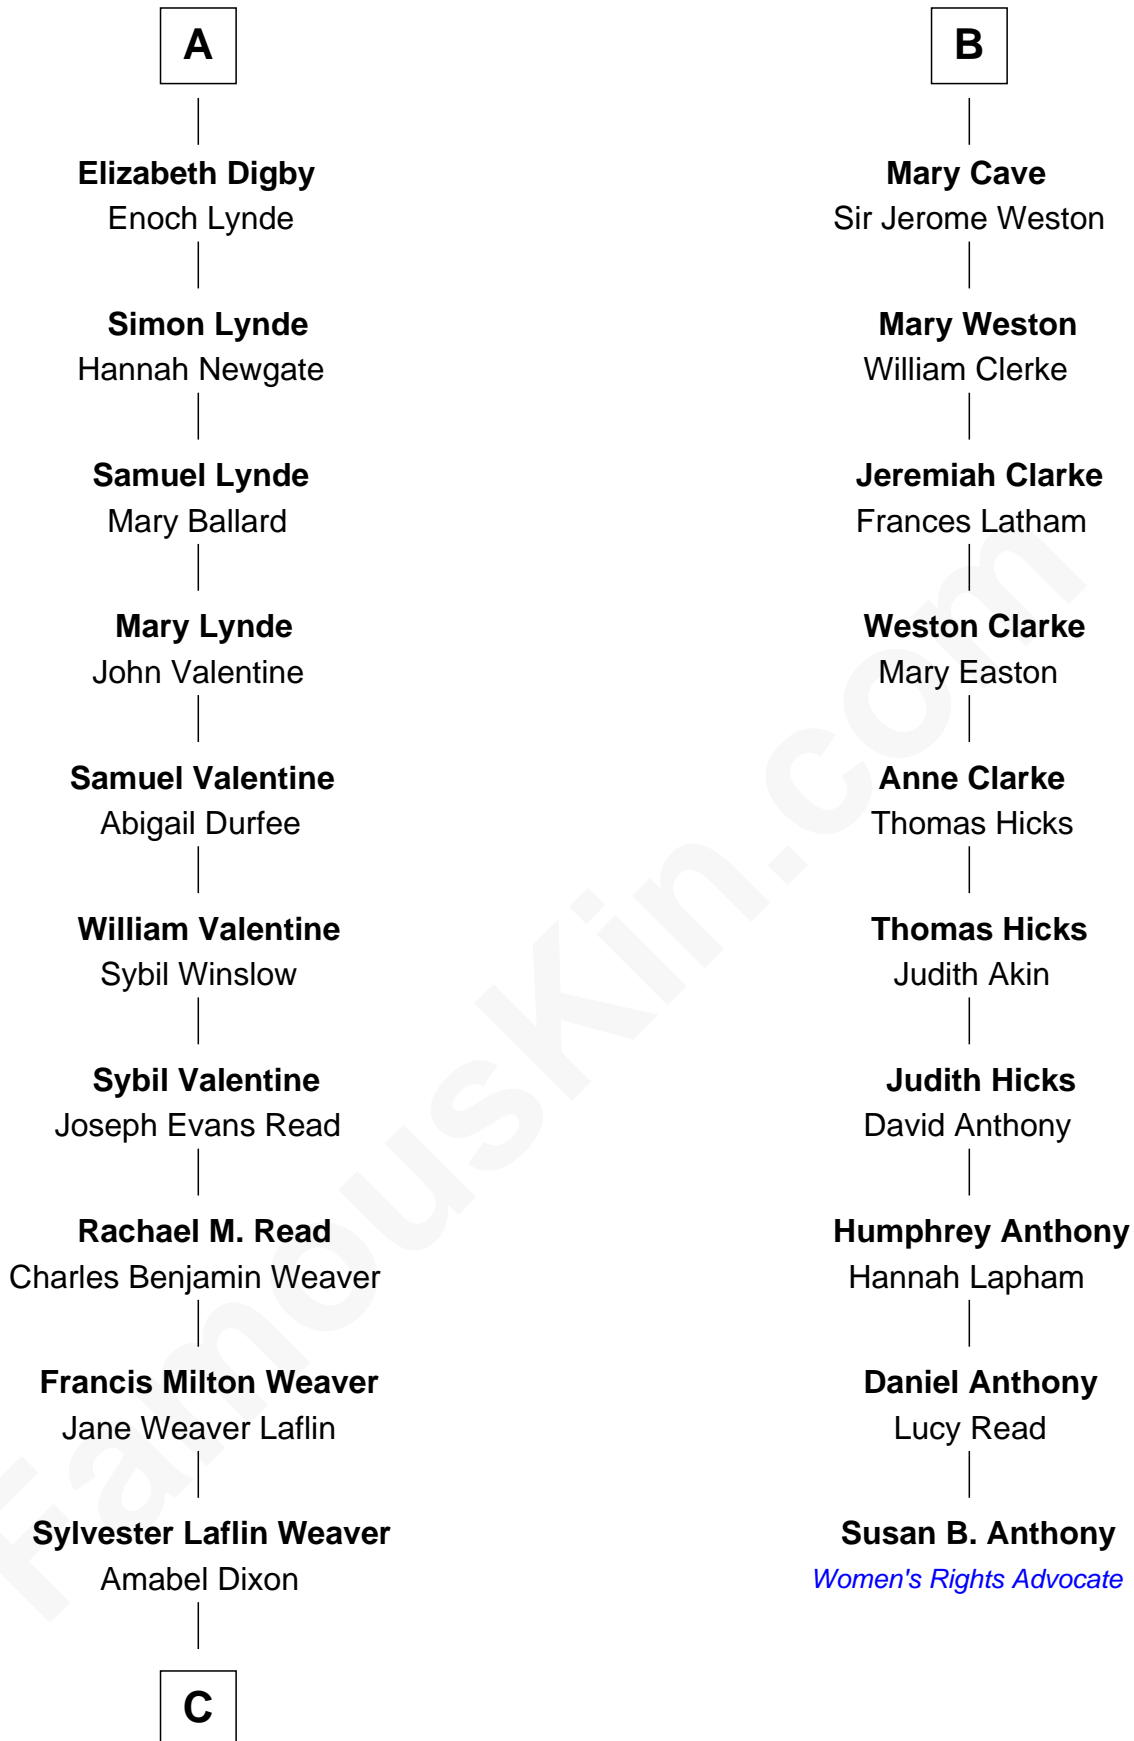 A
Elizabeth Digby
Enoch Lynde
Simon Lynde
Hannah Newgate
Samuel Lynde
Mary Ballard
Mary Lynde
John Valentine
Samuel Valentine
Abigail Durfee
William Valentine
Sybil Winslow
Sybil Valentine
Joseph Evans Read
Rachael M. Read
Charles Benjamin Weaver
Francis Milton Weaver
Jane Weaver Laflin
Sylvester Laflin Weaver
Amabel Dixon
C
B
Mary Cave
Sir Jerome Weston
Mary Weston
William Clerke
Jeremiah Clarke
Frances Latham
Weston Clarke
Mary Easton
Anne Clarke
Thomas Hicks
Thomas Hicks
Judith Akin
Judith Hicks
David Anthony
Humphrey Anthony
Hannah Lapham
Daniel Anthony
Lucy Read
Susan B. Anthony
Women's Rights Advocate
FamousKin.com